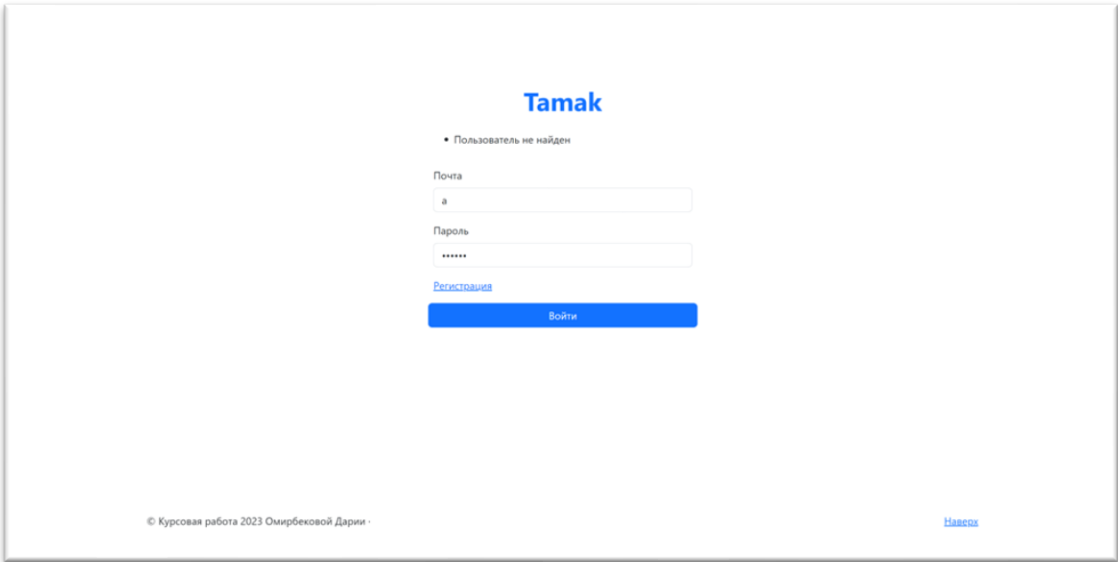 Tamak
• Пользователь не найден
Почта
a
Пароль
••••••
Регистрация
Войти
© Курсовая работа 2023 Омирбековой Дарии ·
Наверх